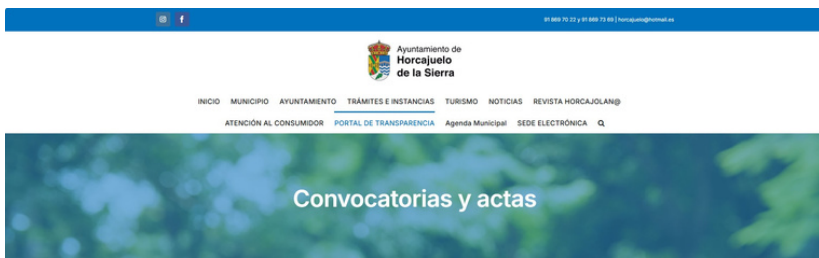 91 869 70 22 y 91 869 73 69 | horcajuelo@hotmail.es
Ayuntamiento de
Horcajuelo
de la Sierra
INICIO MUNICIPIO AYUNTAMIENTO TRÁMITES E INSTANCIAS TURISMO NOTICIAS REVISTA HORCAJOLAN@
ATENCIÓN AL CONSUMIDOR PORTAL DE TRANSPARENCIA Agenda Municipal SEDE ELECTRÓNICA
Convocatorias y actas